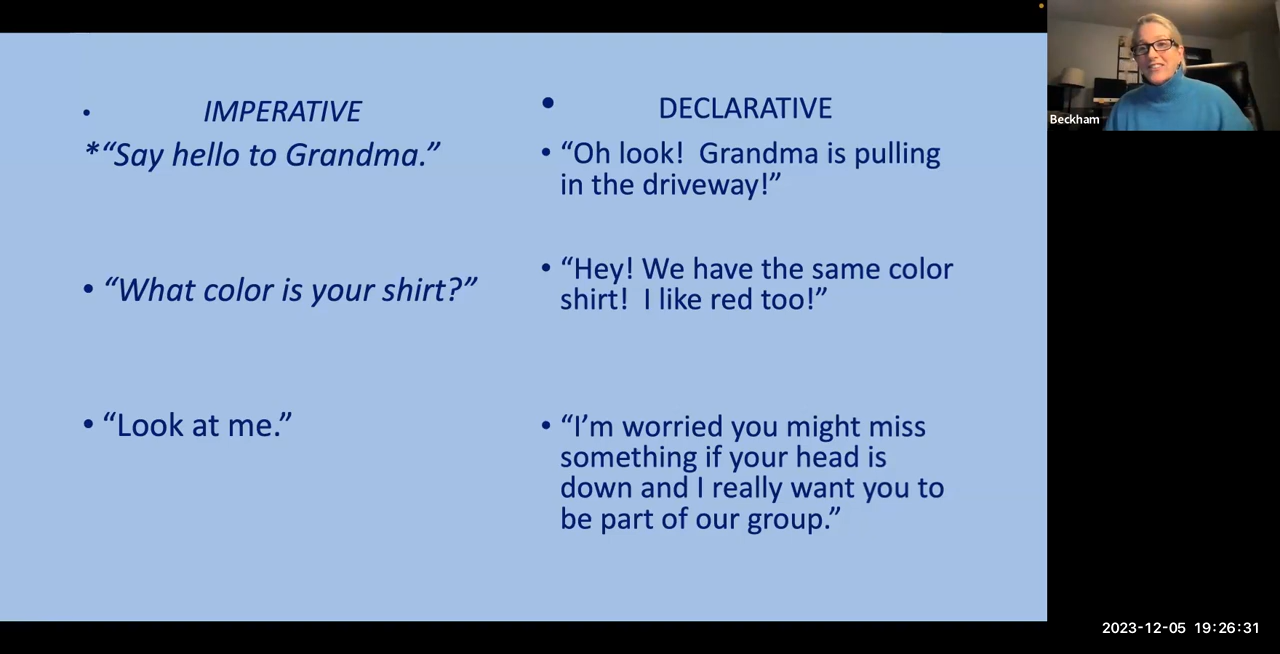 • IMPERATIVE
*“Say hello to Grandma.”
• “What color is your shirt?”
• “Look at me.”
• DECLARATIVE
• “Oh look!  Grandma is pulling
in the driveway!”
• “Hey! We have the same color
shirt!  I like red too!”
• “I’m worried you might miss
something if your head is
down and I really want you to
be part of our group.”
Beckham
2023-12-05 19:26:31